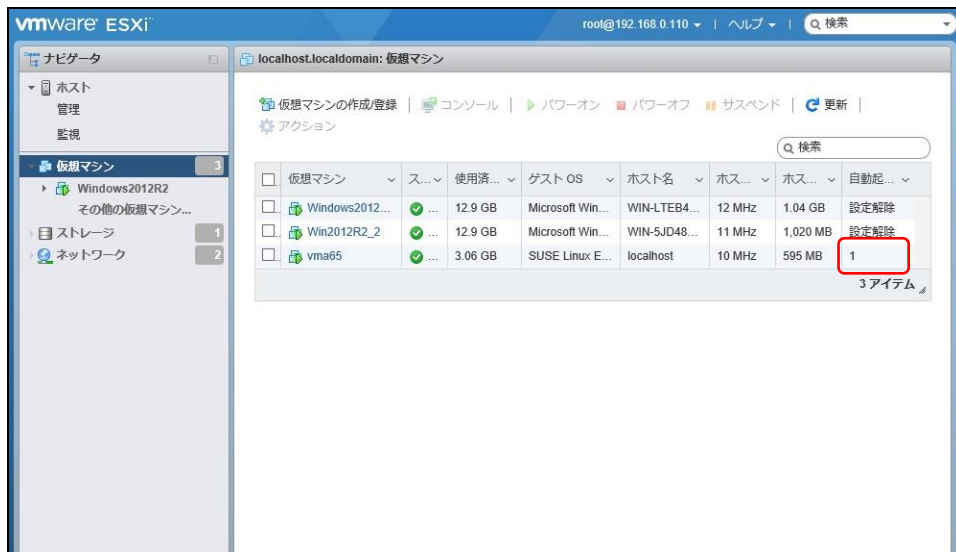 vmware ESXi
root@192.168.0.110 | ヘルプ | 検索
ナビゲータ
ホスト
管理
監視
仮想マシン 3
Windows2012R2
その他の仮想マシン...
ストレージ 1
ネットワーク 2
localhost.localdomain: 仮想マシン
仮想マシンの作成/登録 | コンソール | パワーオン パワーオフ サスペンド | 更新 |
アクション
検索
仮想マシン ス... 使用済... ゲスト OS ホスト名 ホス... ホス... 自動起...
Windows2012... ... 12.9 GB Microsoft Win... WIN-LTEB4... 12 MHz 1.04 GB 設定解除
Win2012R2_2 ... 12.9 GB Microsoft Win... WIN-5JD48... 11 MHz 1,020 MB 設定解除
vma65 ... 3.06 GB SUSE Linux E... localhost 10 MHz 595 MB 1
3 アイテム